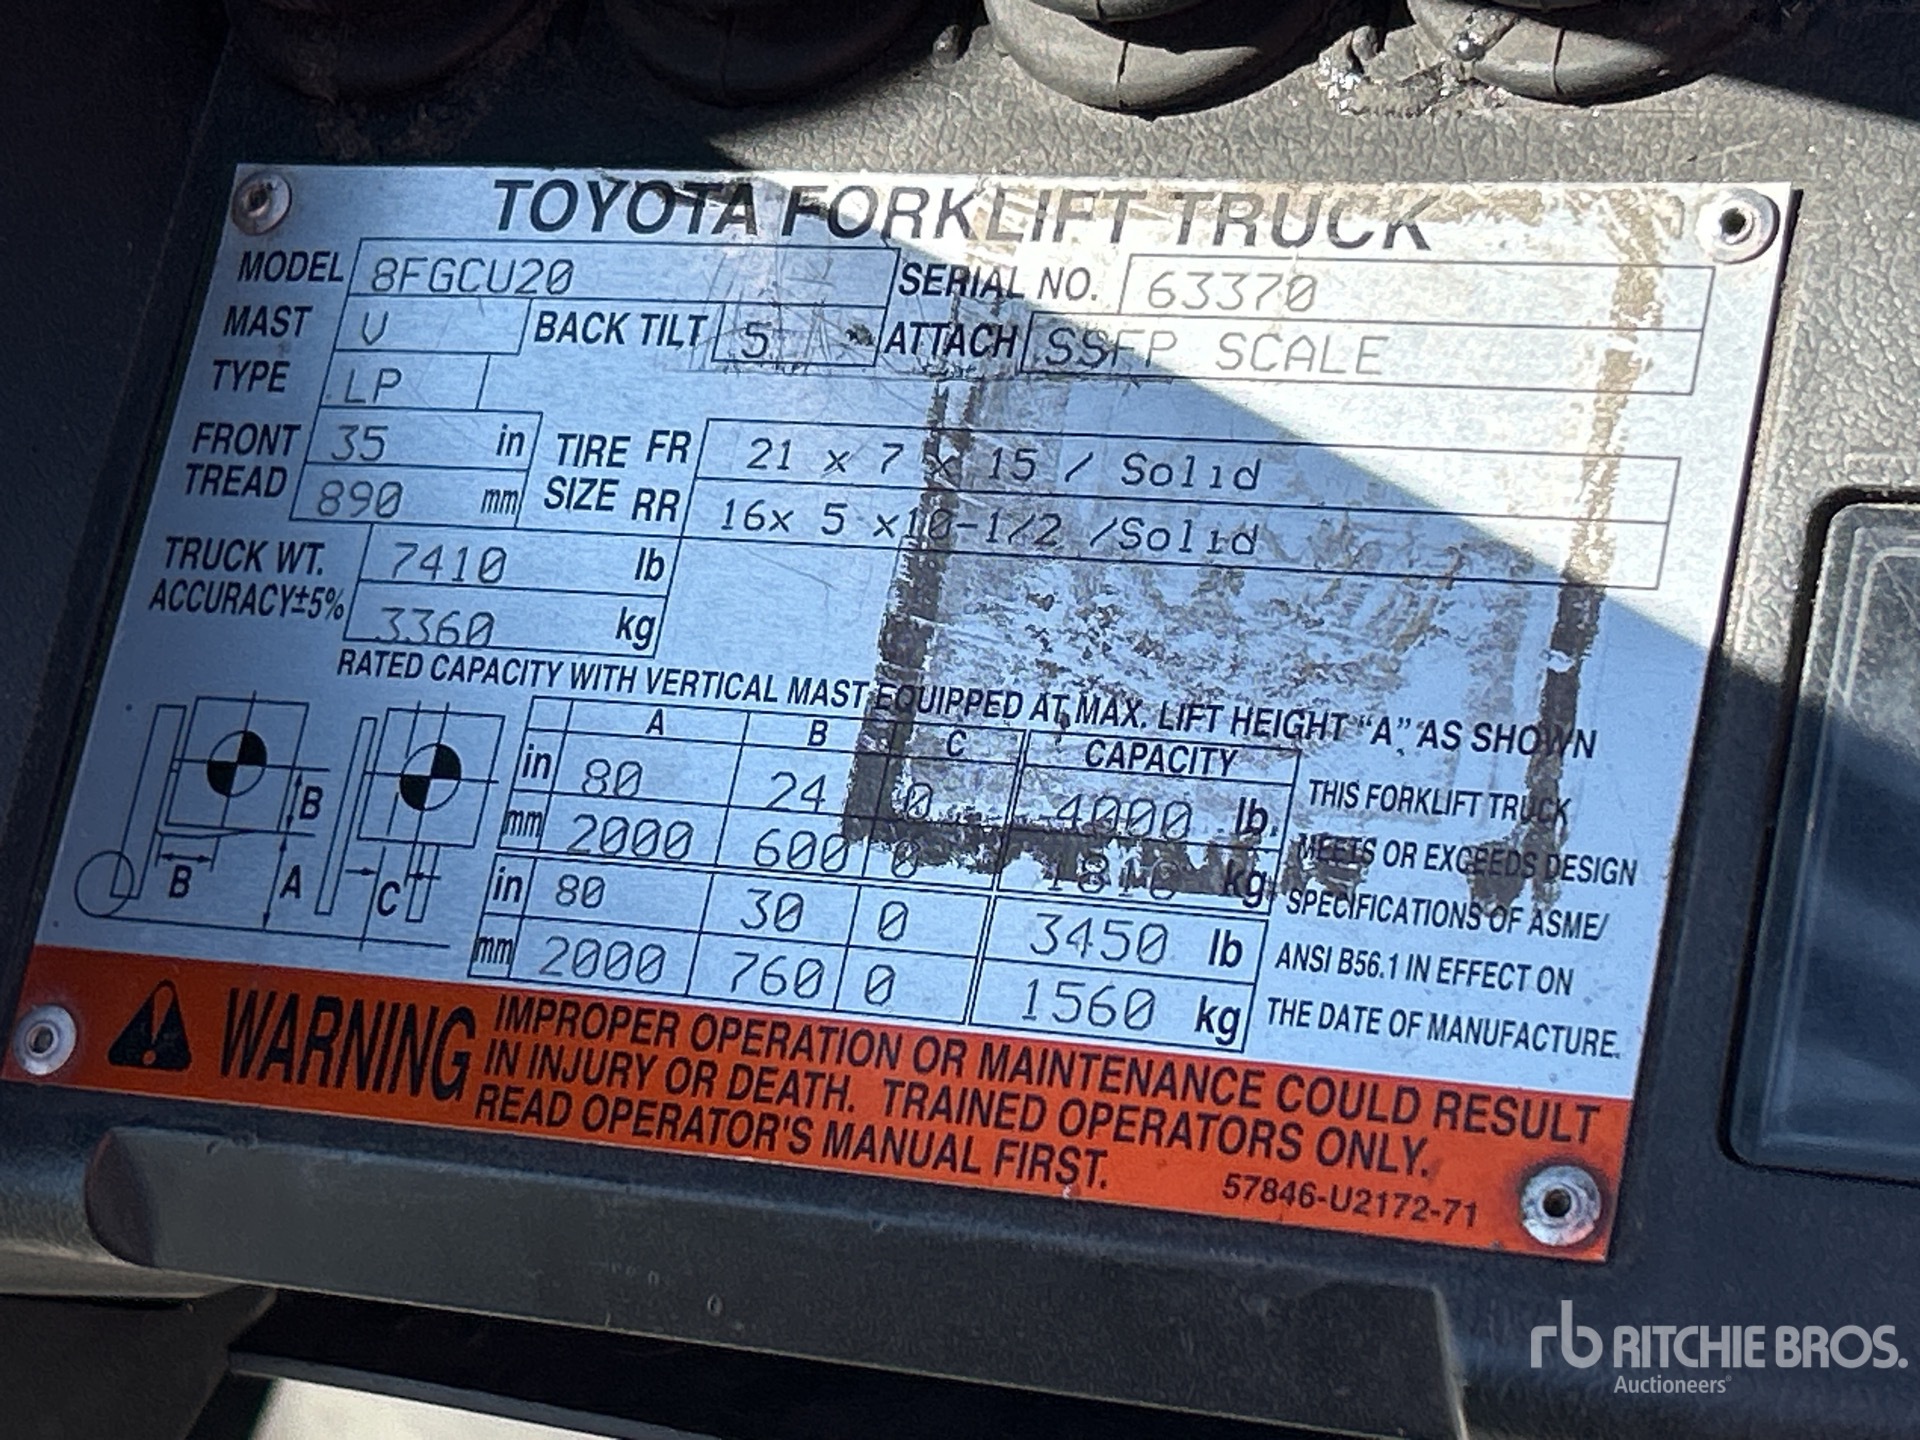 TOYOTA FORKLIFT TRUCK
MODEL 8FGCU20 SERIAL NO. 63370
MAST V BACK TILT 5 ATTACH SSFP SCALE
TYPE LP
FRONT TREAD 35 in TIRE SIZE FR 21 x 7 x 15 / Solid
890 mm RR 16x 5 x10-1/2 /Solid
TRUCK WT. 7410 lb
ACCURACY±5% 3360 kg
RATED CAPACITY WITH VERTICAL MAST EQUIPPED AT MAX. LIFT HEIGHT "A" AS SHOWN
A B C CAPACITY
in 80 24 0 4000 lb.
mm 2000 600 0 1810 kg
in 80 30 0 3450 lb
mm 2000 760 0 1560 kg
B
B A C
THIS FORKLIFT TRUCK
MEETS OR EXCEEDS DESIGN
SPECIFICATIONS OF ASME/
ANSI B56.1 IN EFFECT ON
THE DATE OF MANUFACTURE.
WARNING
IMPROPER OPERATION OR MAINTENANCE COULD RESULT
IN INJURY OR DEATH. TRAINED OPERATORS ONLY.
READ OPERATOR'S MANUAL FIRST.
57846-U2172-71
rb RITCHIE BROS.
Auctioneers